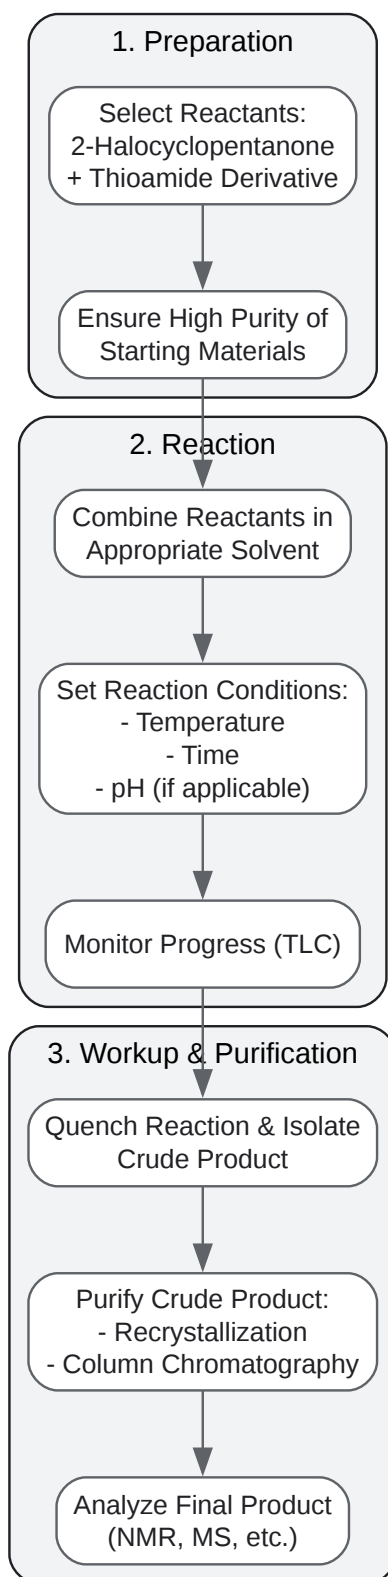 1. Preparation
Select Reactants:
2-Halocyclopentanone
+ Thioamide Derivative
Ensure High Purity of
Starting Materials
2. Reaction
Combine Reactants in
Appropriate Solvent
Set Reaction Conditions:
- Temperature
- Time
- pH (if applicable)
Monitor Progress (TLC)
3. Workup & Purification
Quench Reaction & Isolate
Crude Product
Purify Crude Product:
- Recrystallization
- Column Chromatography
Analyze Final Product
(NMR, MS, etc.)